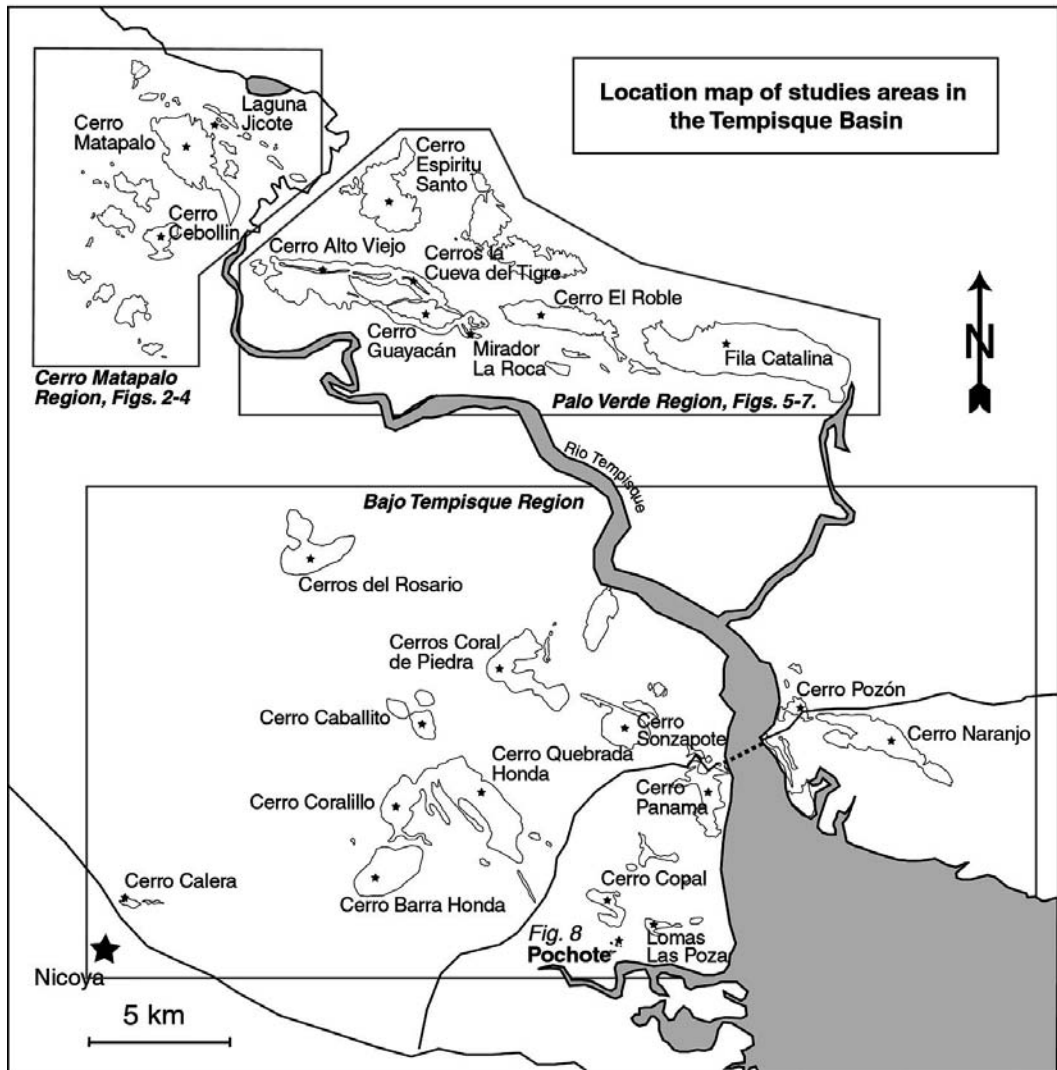 Location map of studies areas in
the Tempisque Basin
Laguna
Jicote
Cerro
Matapalo
Cerro
Cebollin
Cerro Matapalo
Region, Figs. 2-4
Cerro
Espiritu
Santo
Cerro Alto Viejo
Cerros la
Cueva del Tigre
Cerro El Roble
Cerro
Guayacán
Mirador
La Roca
Fila Catalina
Palo Verde Region, Figs. 5-7.
N
Rio Tempisque
Bajo Tempisque Region
Cerros del Rosario
Cerros Coral
de Piedra
Cerro Caballito
Cerro
Sonzapote
Cerro Pozón
Cerro Naranjo
Cerro Quebrada
Honda
Cerro Coralillo
Cerro
Panama
Cerro Calera
Cerro Barra Honda
Cerro Copal
Fig. 8
Pochote
Lomas
Las Poza
Nicoya
5 km